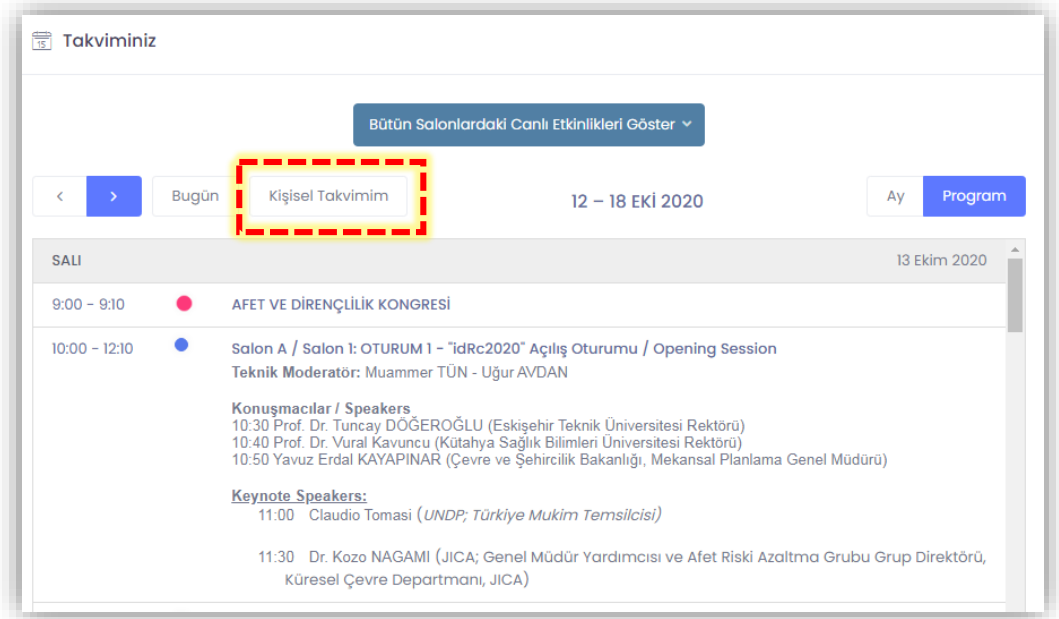 15 Takviminiz
Bütün Salonlardaki Canlı Etkinlikleri Göster
Bugün Kişisel Takvimim 12 – 18 EKİ 2020 Ay Program
SALI 13 Ekim 2020
9:00 - 9:10 AFET VE DİRENÇLİLİK KONGRESİ
10:00 - 12:10 Salon A / Salon 1: OTURUM 1 - "idRc2020" Açılış Oturumu / Opening Session
Teknik Moderatör: Muammer TÜN - Uğur AVDAN
Konuşmacılar / Speakers
10:30 Prof. Dr. Tuncay DÖĞEROĞLU (Eskişehir Teknik Üniversitesi Rektörü)
10:40 Prof. Dr. Vural Kavuncu (Kütahya Sağlık Bilimleri Üniversitesi Rektörü)
10:50 Yavuz Erdal KAYAPINAR (Çevre ve Şehircilik Bakanlığı, Mekansal Planlama Genel Müdürü)
Keynote Speakers:
11:00 Claudio Tomasi (UNDP; Türkiye Mukim Temsilcisi)
11:30 Dr. Kozo NAGAMI (JICA; Genel Müdür Yardımcısı ve Afet Riski Azaltma Grubu Grup Direktörü,
Küresel Çevre Departmanı, JICA)